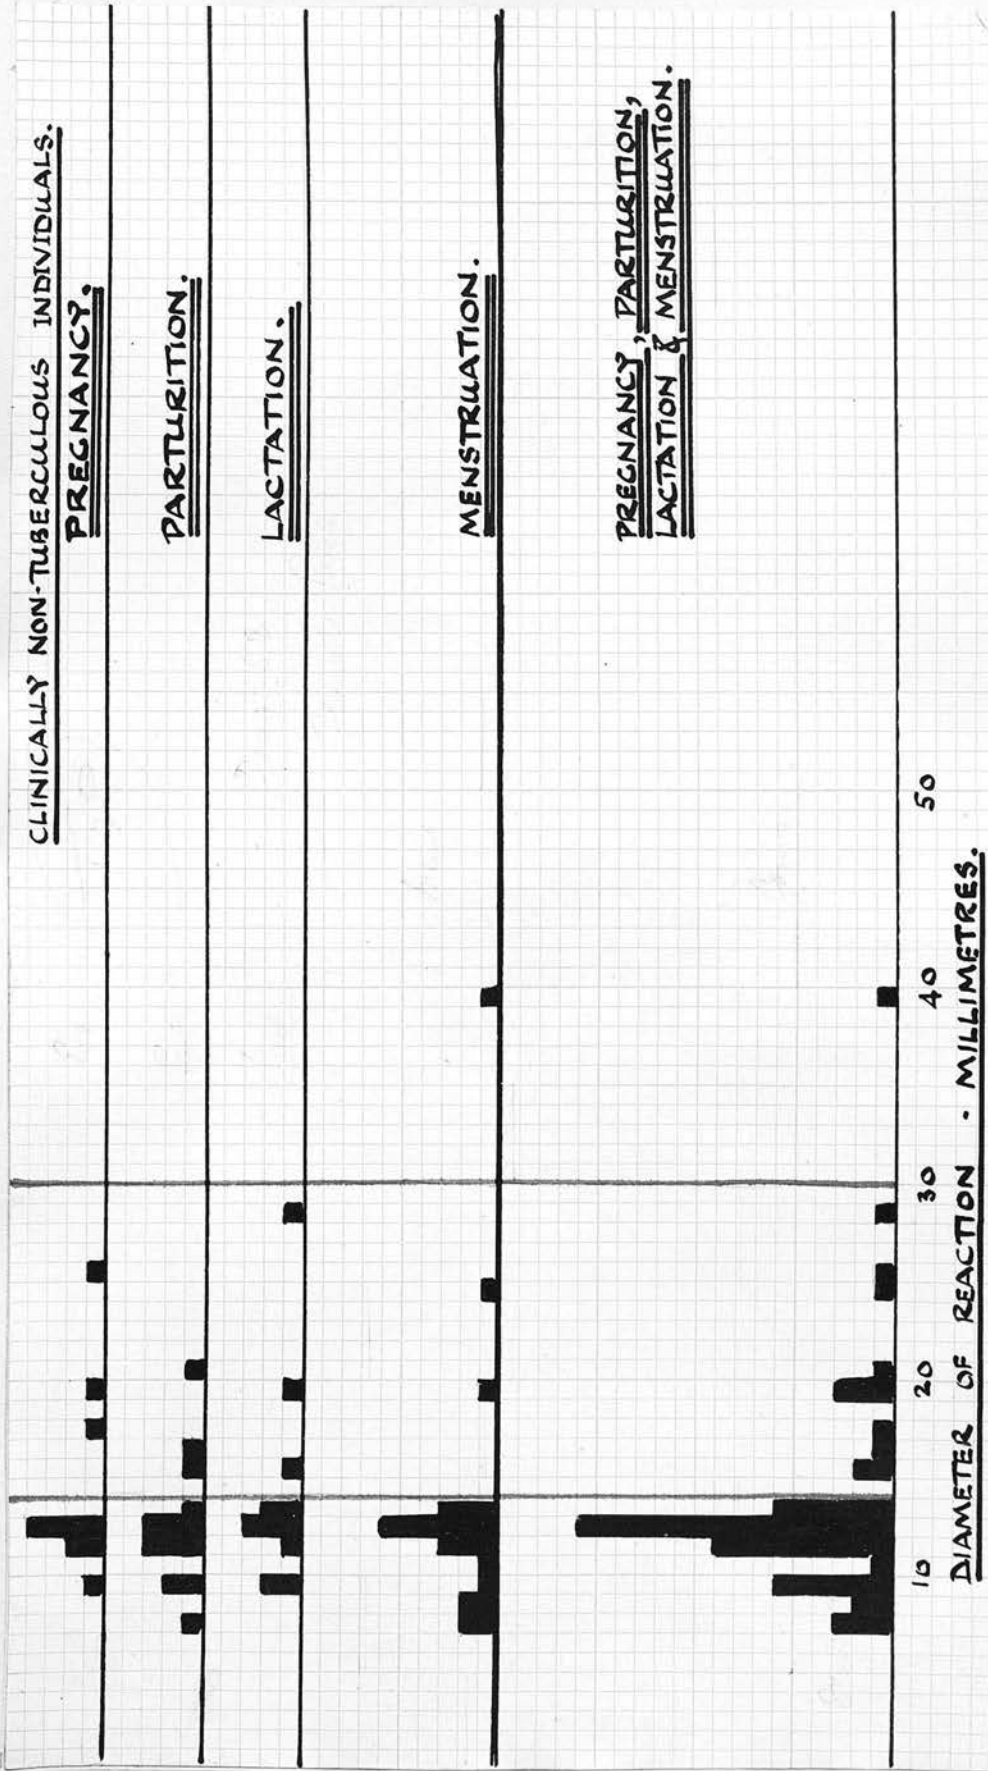 CLINICALLY NON-TUBERCULOUS INDIVIDUALS.
PREGNANCY.
PARTURITION.
LACTATION.
MENSTRUATION.
PREGNANCY, PARTURITION,
LACTATION & MENSTRUATION.
10 20 30 40 50
DIAMETER OF REACTION - MILLIMETRES.